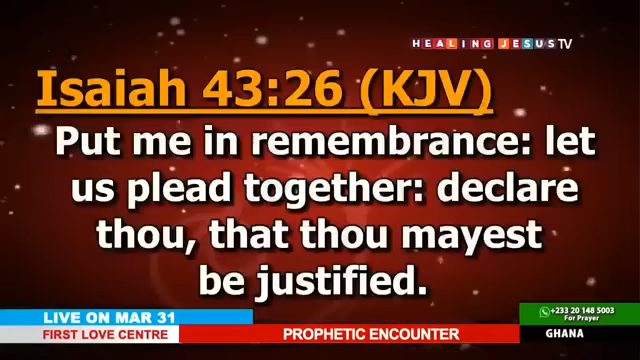 HEALING JESUS TV
Isaiah 43:26 (KJV)
Put me in remembrance: let
us plead together: declare
thou, that thou mayest
be justified.
LIVE ON MAR 31
+233 20 148 5003
For Prayer
FIRST LOVE CENTRE
PROPHETIC ENCOUNTER
GHANA